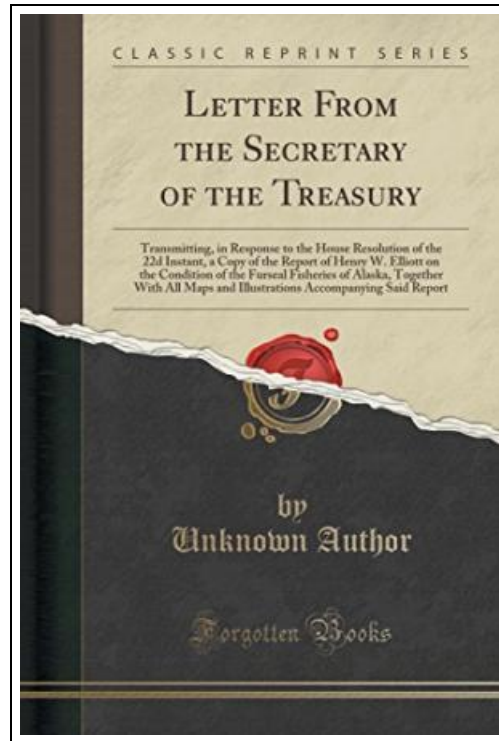 CLASSIC REPRINT SERIES
LETTER FROM
THE SECRETARY
OF THE TREASURY
Transmitting, in Response to the House Resolution of the
22d Instant, a Copy of the Report of Henry W. Elliott on
the Condition of the Furseal Fisheries of Alaska, Together
With All Maps and Illustrations Accompanying Said Report
F
by
Unknown Author
Forgotten Books